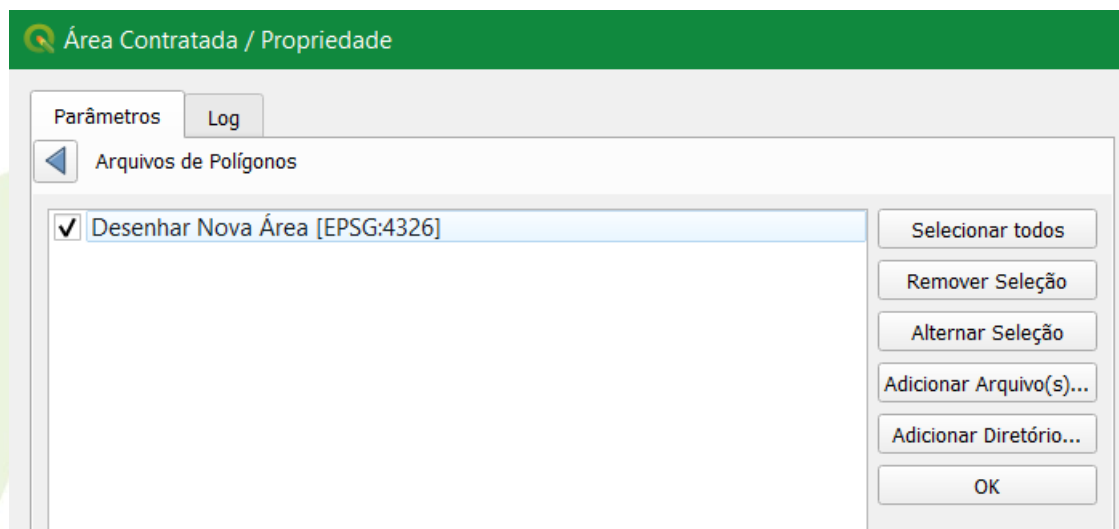 Área Contratada / Propriedade
Parâmetros
Log
Arquivos de Polígonos
Desenhar Nova Área [EPSG:4326]
Selecionar todos
Remover Seleção
Alternar Seleção
Adicionar Arquivo(s)...
Adicionar Diretório...
OK